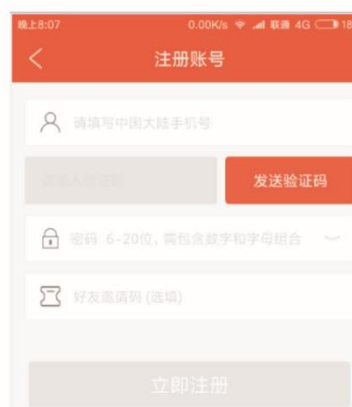 晚上8:07 0.00K/s 联通 4G 18
注册账号
请填写中国大陆手机号
发送验证码
密码 6-20位, 需包含数字和字母组合
好友邀请码 (选填)
立即注册